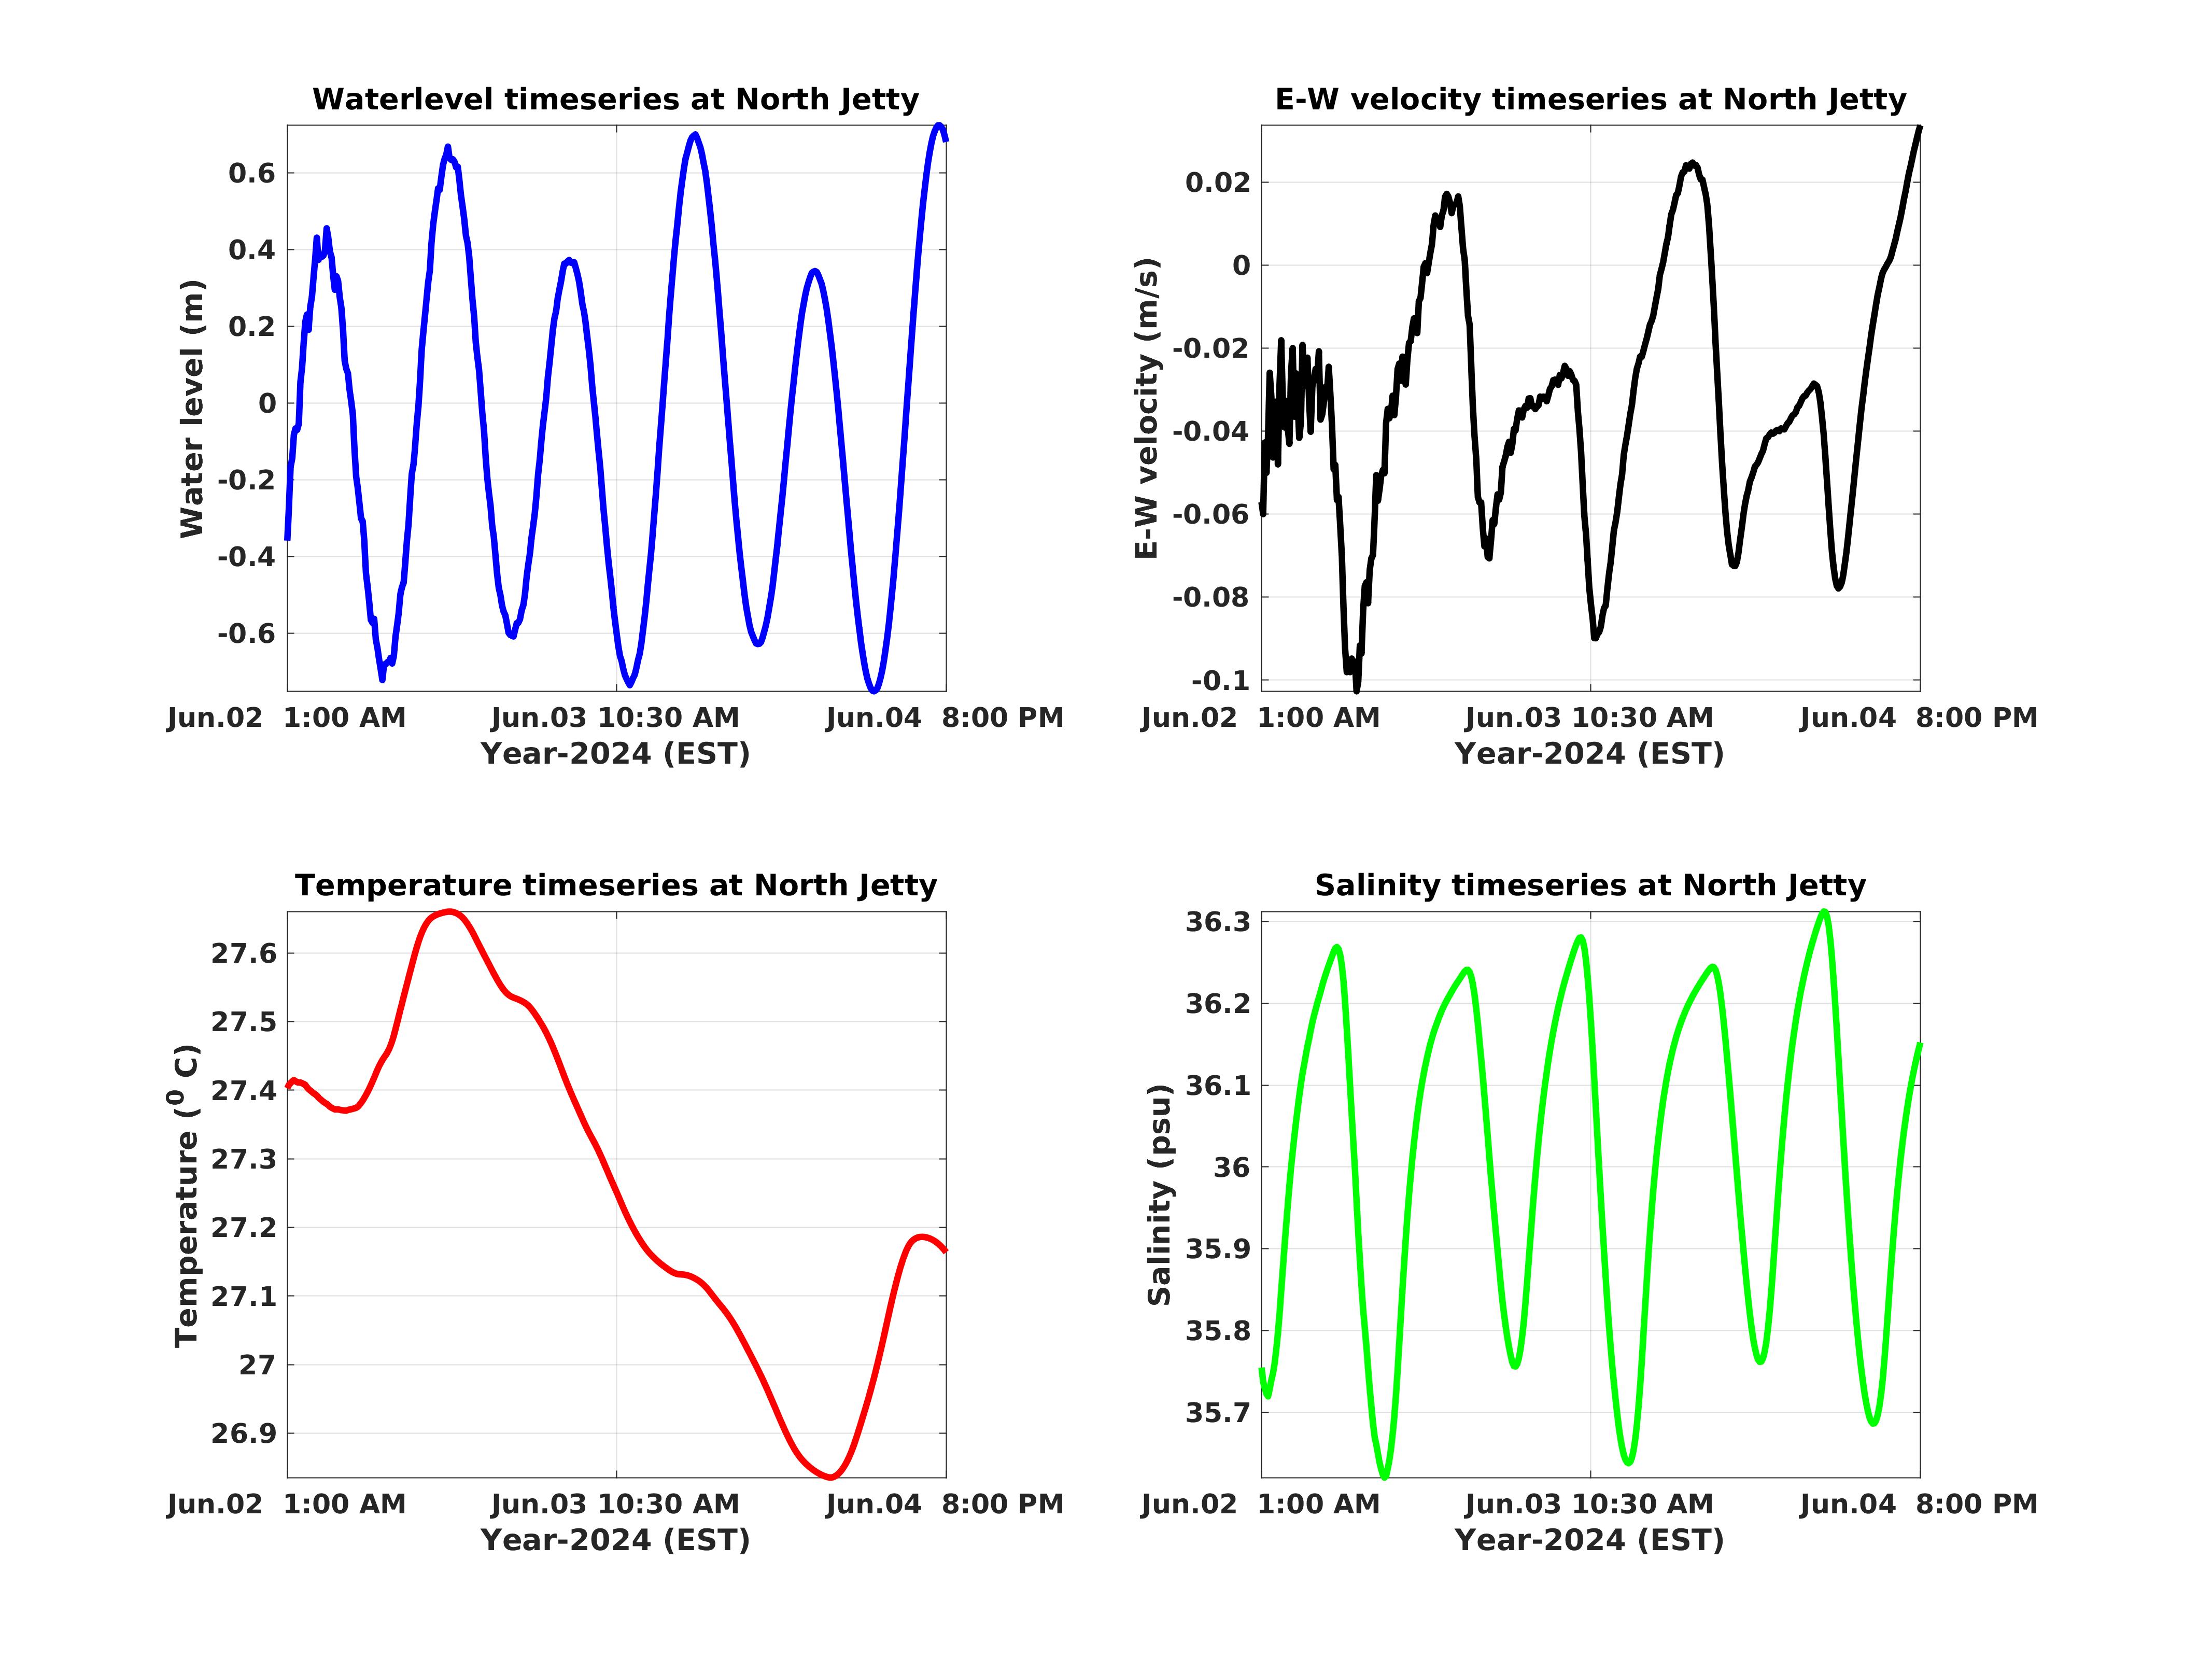 Waterlevel timeseries at North Jetty
Water level (m)
0.6
0.4
0.2
0
-0.2
-0.4
-0.6
Jun.02 1:00 AM Jun.03 10:30 AM Jun.04 8:00 PM
Year-2024 (EST)
E-W velocity timeseries at North Jetty
E-W velocity (m/s)
0.02
0
-0.02
-0.04
-0.06
-0.08
-0.1
Jun.02 1:00 AM Jun.03 10:30 AM Jun.04 8:00 PM
Year-2024 (EST)
Temperature timeseries at North Jetty
Temperature (⁰ C)
27.6
27.5
27.4
27.3
27.2
27.1
27
26.9
Jun.02 1:00 AM Jun.03 10:30 AM Jun.04 8:00 PM
Year-2024 (EST)
Salinity timeseries at North Jetty
Salinity (psu)
36.3
36.2
36.1
36
35.9
35.8
35.7
Jun.02 1:00 AM Jun.03 10:30 AM Jun.04 8:00 PM
Year-2024 (EST)